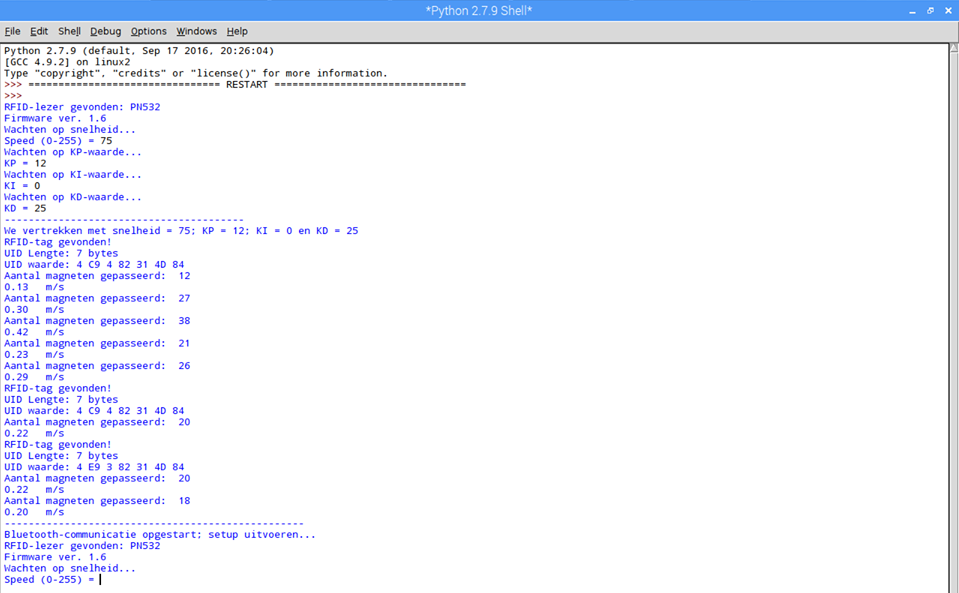 *Python 2.7.9 Shell*
File Edit Shell Debug Options Windows Help
Python 2.7.9 (default, Sep 17 2016, 20:26:04)
[GCC 4.9.2] on linux2
Type "copyright", "credits" or "license()" for more information.
>>> ================================ RESTART ================================
>>>
RFID-lezer gevonden: PN532
Firmware ver. 1.6
Wachten op snelheid...
Speed (0-255) = 75
Wachten op KP-waarde...
KP = 12
Wachten op KI-waarde...
KI = 0
Wachten op KD-waarde...
KD = 25
----------------------------------------
We vertrekken met snelheid = 75; KP = 12; KI = 0 en KD = 25
RFID-tag gevonden!
UID Lengte: 7 bytes
UID waarde: 4 C9 4 82 31 4D 84
Aantal magneten gepasseerd:  12
0.13   m/s
Aantal magneten gepasseerd:  27
0.30   m/s
Aantal magneten gepasseerd:  38
0.42   m/s
Aantal magneten gepasseerd:  21
0.23   m/s
Aantal magneten gepasseerd:  26
0.29   m/s
RFID-tag gevonden!
UID Lengte: 7 bytes
UID waarde: 4 C9 4 82 31 4D 84
Aantal magneten gepasseerd:  20
0.22   m/s
RFID-tag gevonden!
UID Lengte: 7 bytes
UID waarde: 4 E9 3 82 31 4D 84
Aantal magneten gepasseerd:  20
0.22   m/s
Aantal magneten gepasseerd:  18
0.20   m/s
--------------------------------------------------
Bluetooth-communicatie opgestart; setup uitvoeren...
RFID-lezer gevonden: PN532
Firmware ver. 1.6
Wachten op snelheid...
Speed (0-255) =